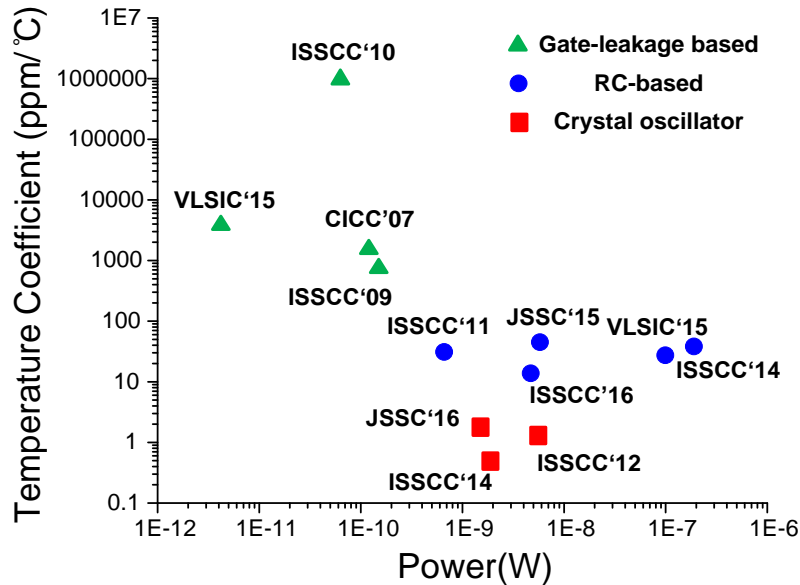 1E7
1000000
100000
10000
1000
100
10
1
0.1
Temperature Coefficient (ppm/℃)
ISSCC‘10
Gate-leakage based
RC-based
Crystal oscillator
VLSIC‘15
CICC’07
ISSCC‘09
ISSCC‘11
JSSC‘15
VLSIC‘15
ISSCC‘14
ISSCC’16
JSSC‘16
ISSCC‘12
ISSCC‘14
1E-12 1E-11 1E-10 1E-9 1E-8 1E-7 1E-6
Power(W)